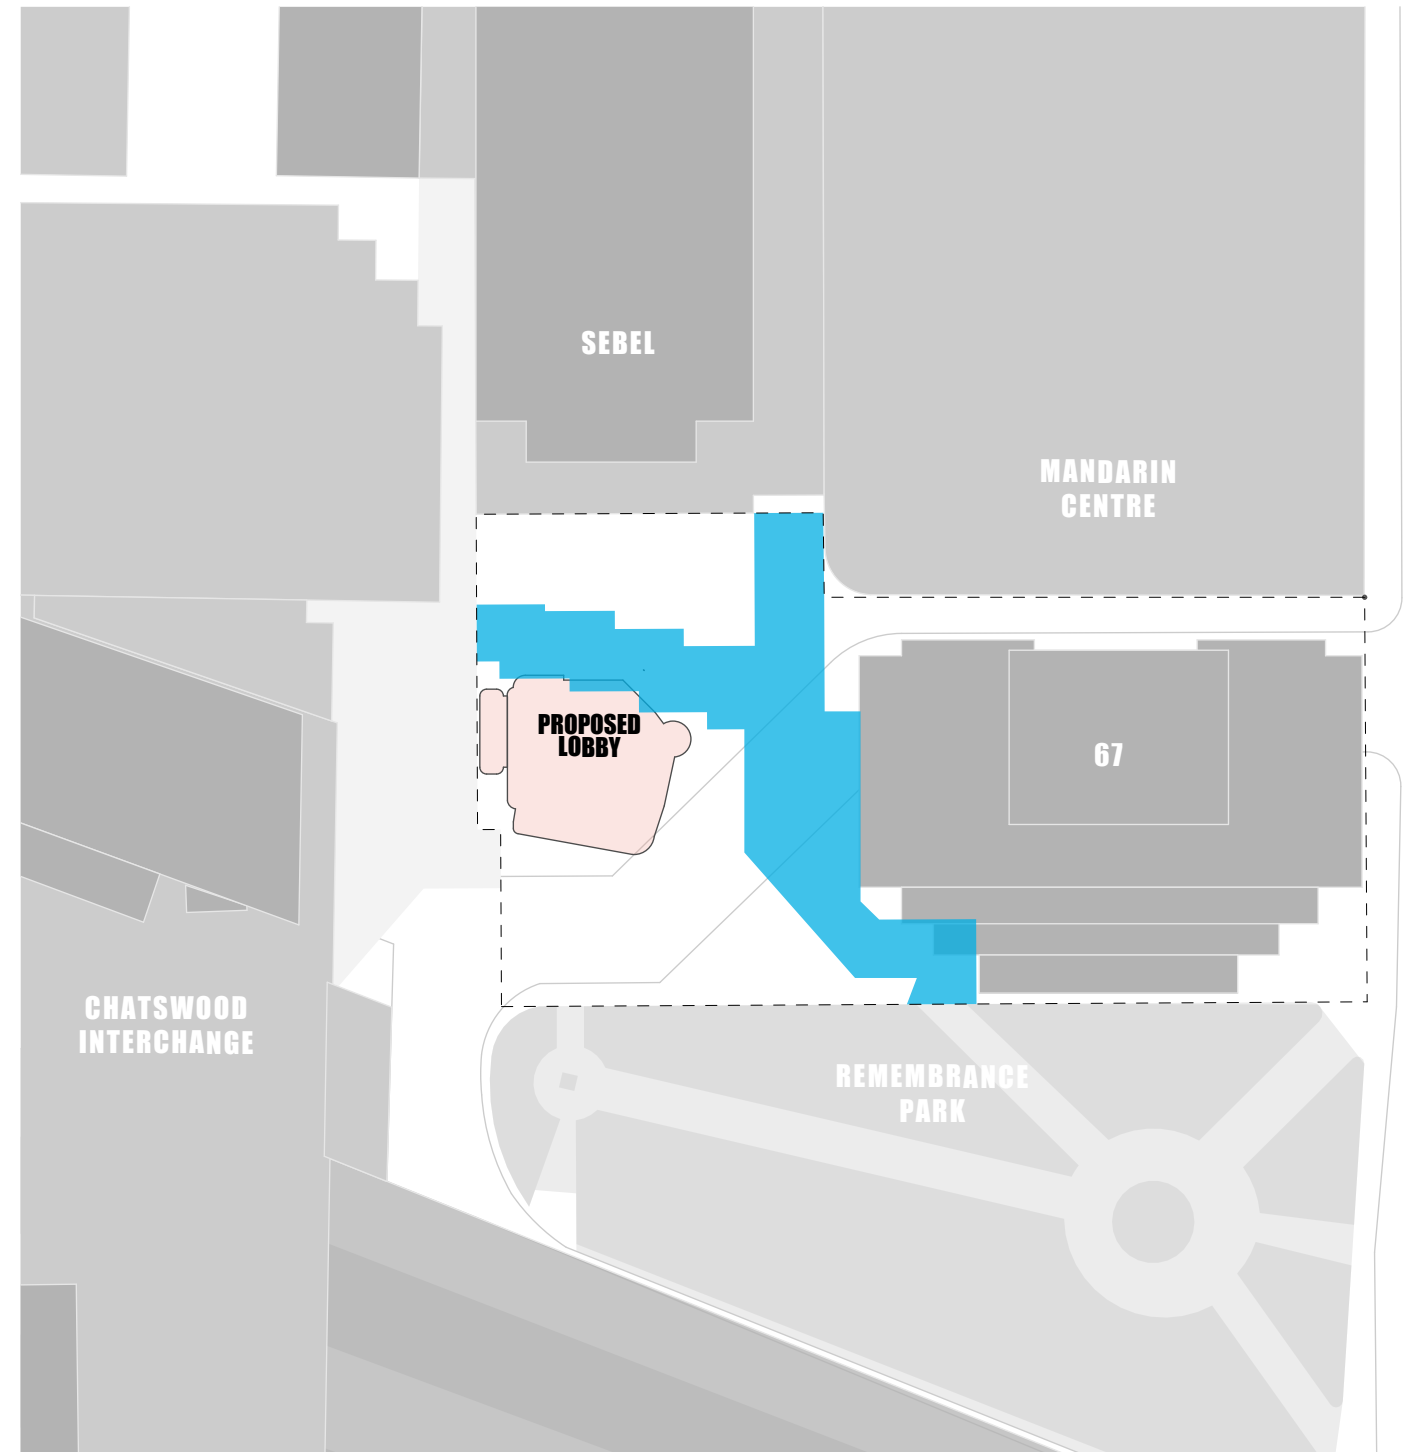 SEBEL
MANDARIN
CENTRE
PROPOSED
LOBBY
67
CHATSWOOD
INTERCHANGE
REMEMBRANCE
PARK